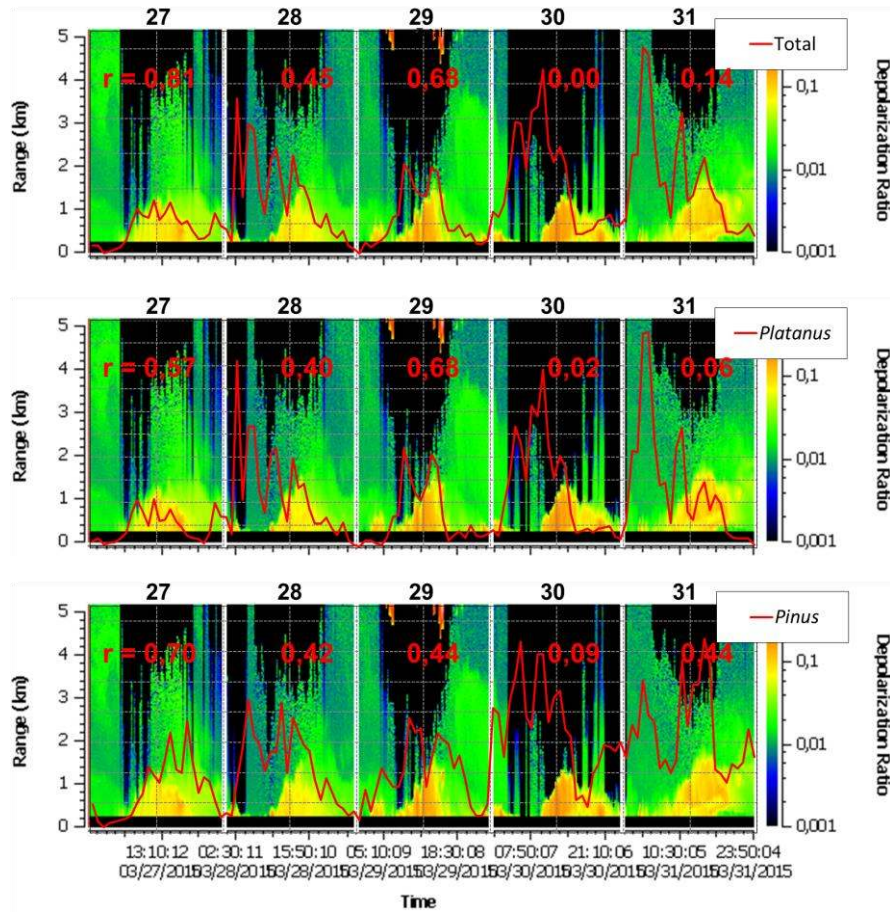 27 28 29 30 31
5
4
3
2
1
0
Range (km)
r = 0,81 0,45 0,68 0,00 0,14
Total
0,1
0,01
0,001
Depolarization Ratio
27 28 29 30 31
5
4
3
2
1
0
Range (km)
r = 0,57 0,40 0,68 0,02 0,06
Platanus
0,1
0,01
0,001
Depolarization Ratio
27 28 29 30 31
5
4
3
2
1
0
Range (km)
r = 0,70 0,42 0,44 0,09 0,44
Pinus
0,1
0,01
0,001
Depolarization Ratio
13:10:12 02:30:11 15:50:10 05:10:09 18:30:08 07:50:07 21:10:06 10:30:05 23:50:04
03/27/2015 03/28/2015 03/28/2015 03/29/2015 03/29/2015 03/30/2015 03/30/2015 03/31/2015 03/31/2015
Time